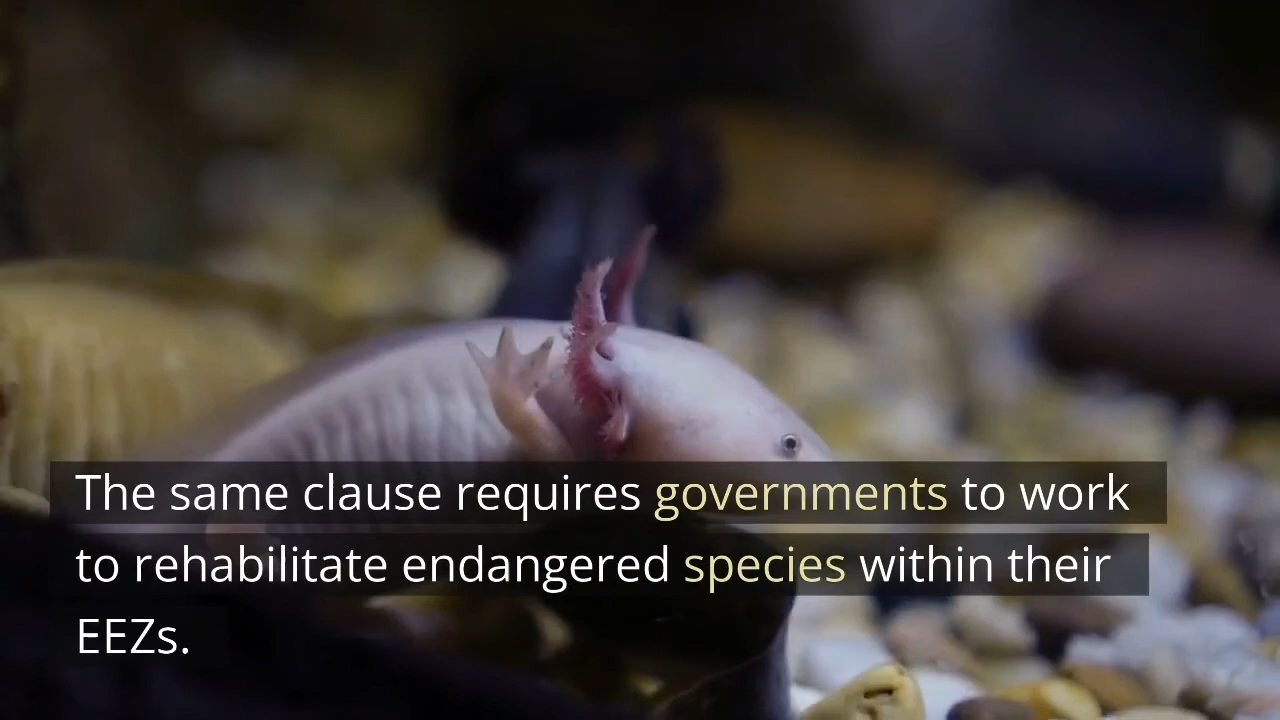 The same clause requires governments to work
to rehabilitate endangered species within their
EEZs.